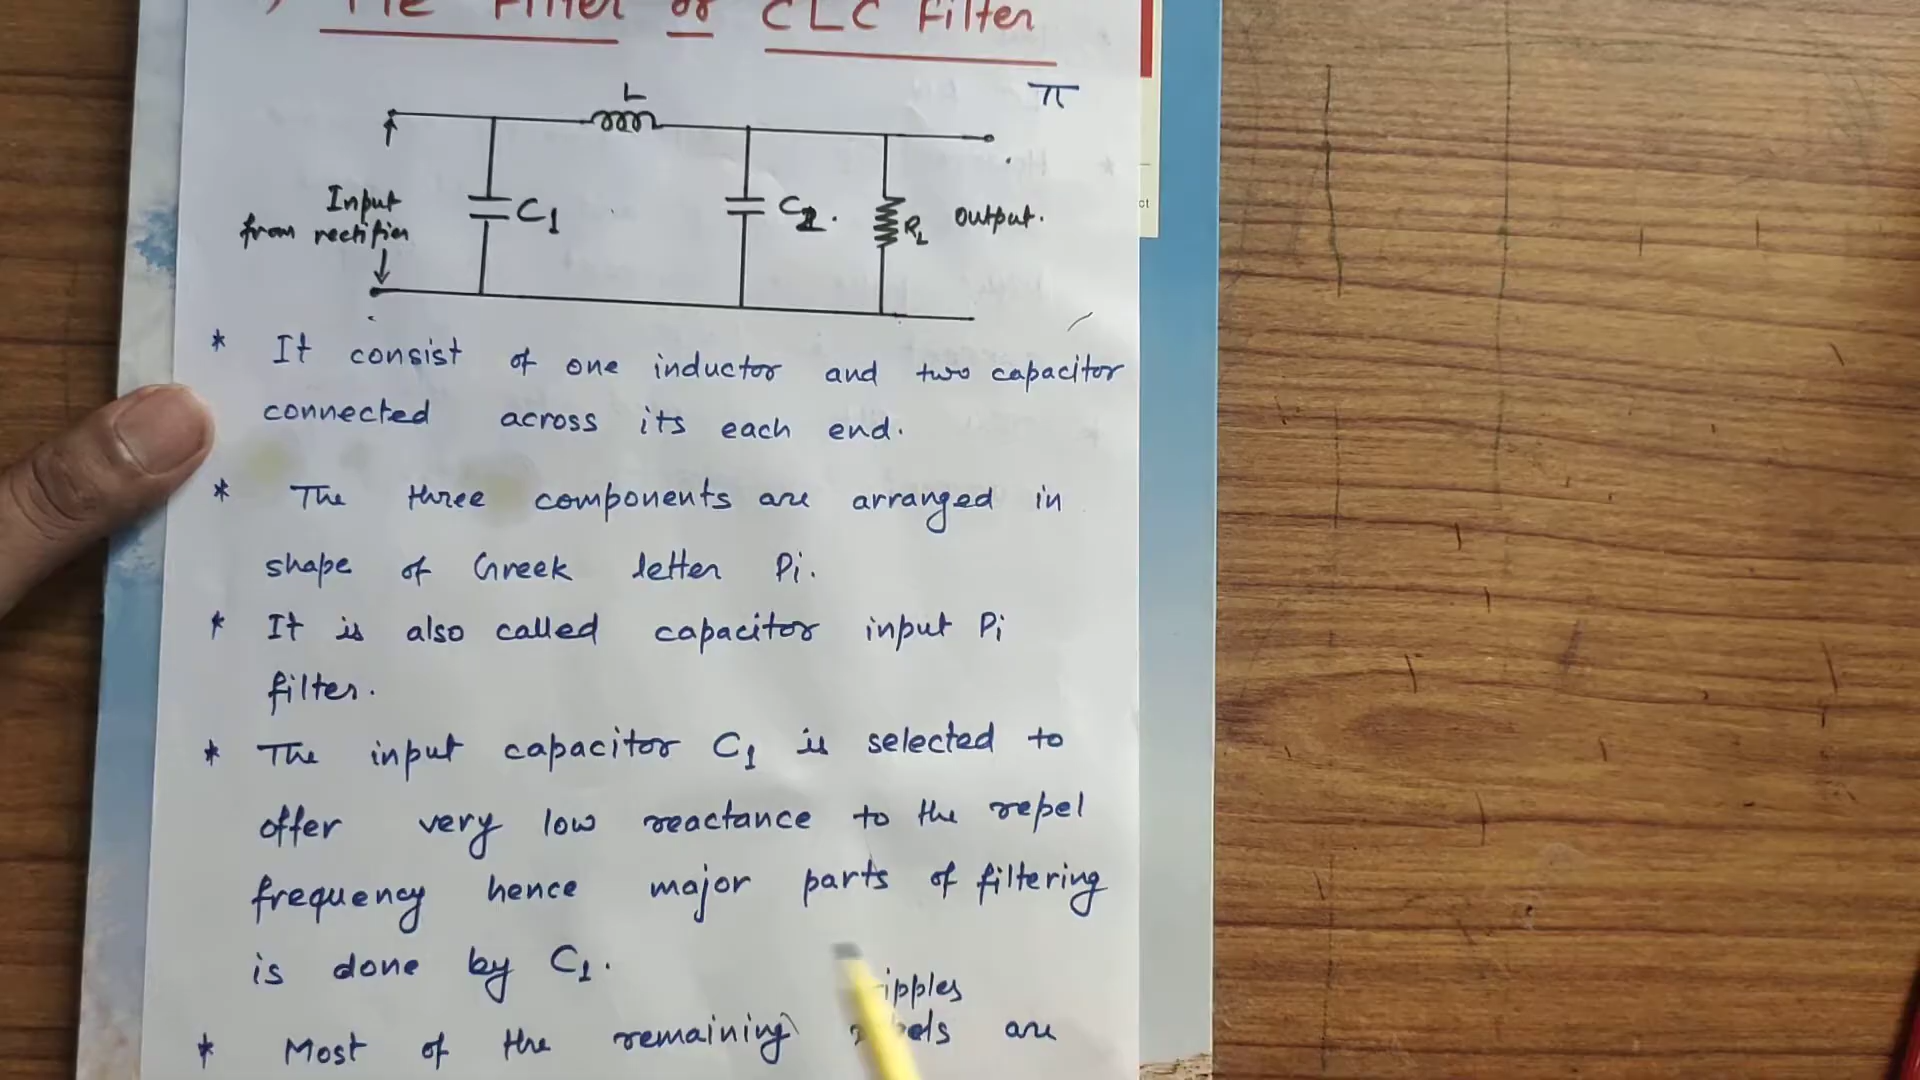 Pie Filter or CLC Filter
π
L
Input
from rectifier
C1
C2.
RL
output.
ct
* It consist of one inductor and two capacitor
connected across its each end.
* The three components are arranged in
shape of Greek letter Pi.
* It is also called capacitor input Pi
filter.
* The input capacitor C1 is selected to
offer very low reactance to the repel
frequency hence major parts of filtering
is done by C1.
ipples
* Most of the remaining are